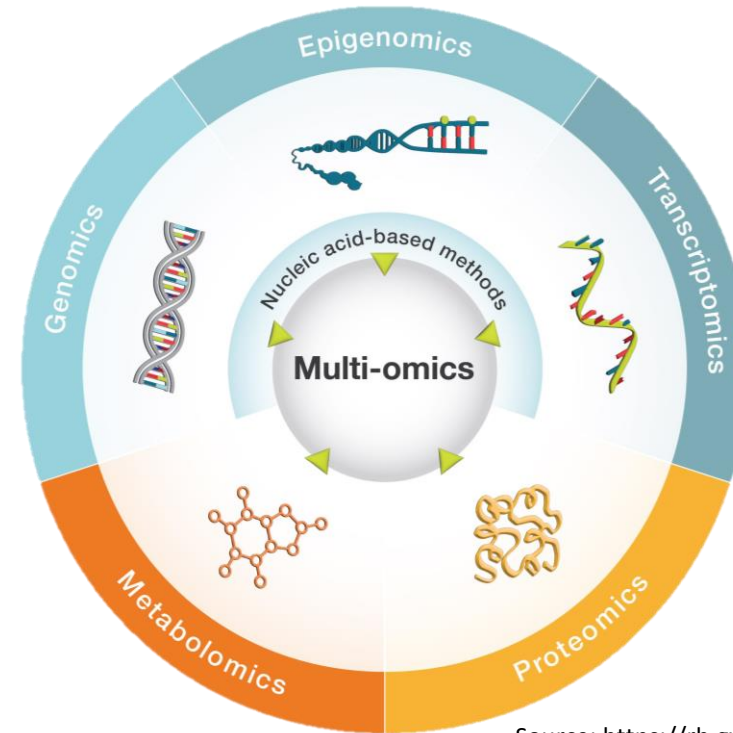 Epigenomics
Genomics
Transcriptomics
Nucleic acid-based methods
Multi-omics
Metabolomics
Proteomics